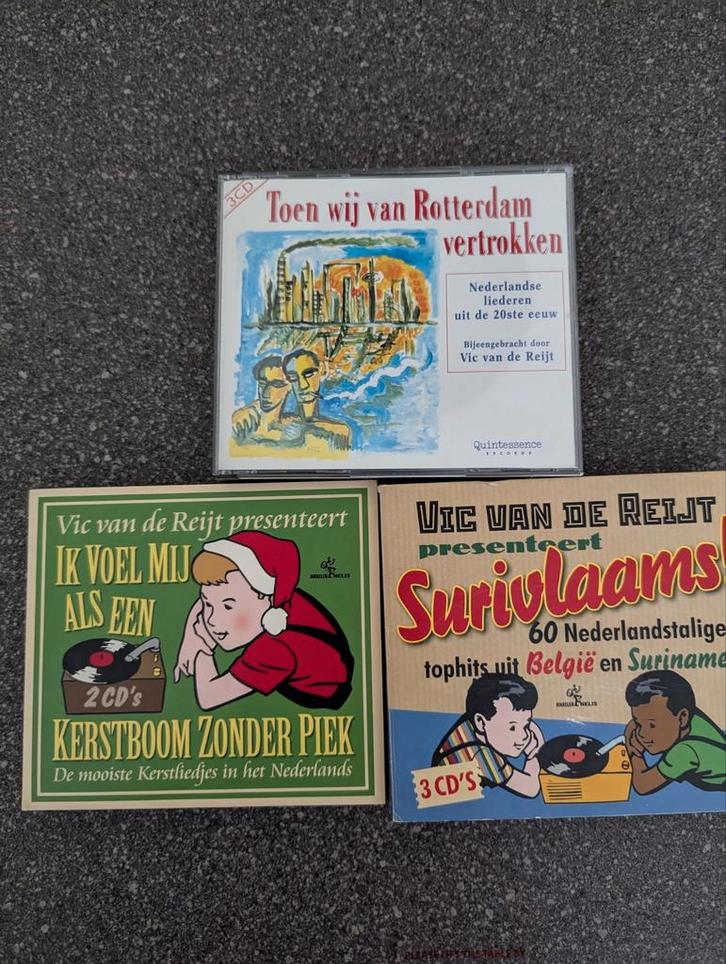 3CD
Toen wij van Rotterdam
vertrokken
Nederlandse
liederen
uit de 20ste eeuw
Bijeengebracht door
Vic van de Reijt
Quintessence
RECORDS
Vic van de Reijt presenteert
IK VOEL MIJ
ALS EEN
2 CD's
KERSTBOOM ZONDER PIEK
De mooiste Kerstliedjes in het Nederlands
VIC VAN DE REIJT
presenteert
Surivlaams!
60 Nederlandstalige
tophits uit België en Suriname
3 CD'S